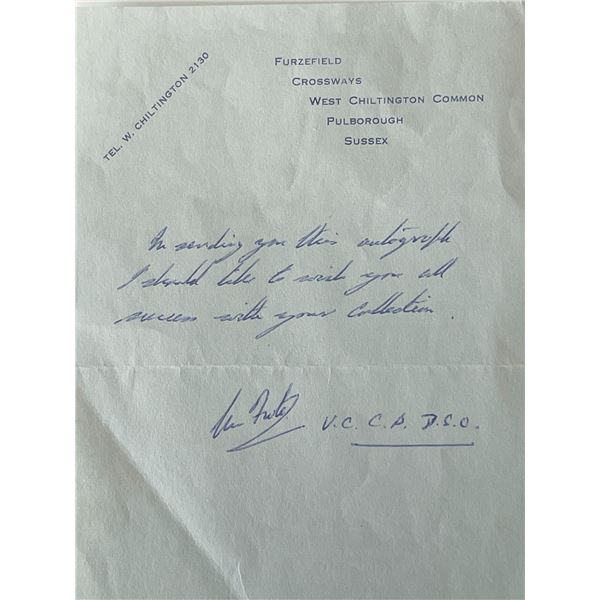 TEL. W. CHILTINGTON 2130
FURZEFIELD
CROSSWAYS
WEST CHILTINGTON COMMON
PULBOROUGH
SUSSEX
In sending you this autograph
I should like to wish you all
success with your collection.
V.C. C.B. D.S.O.